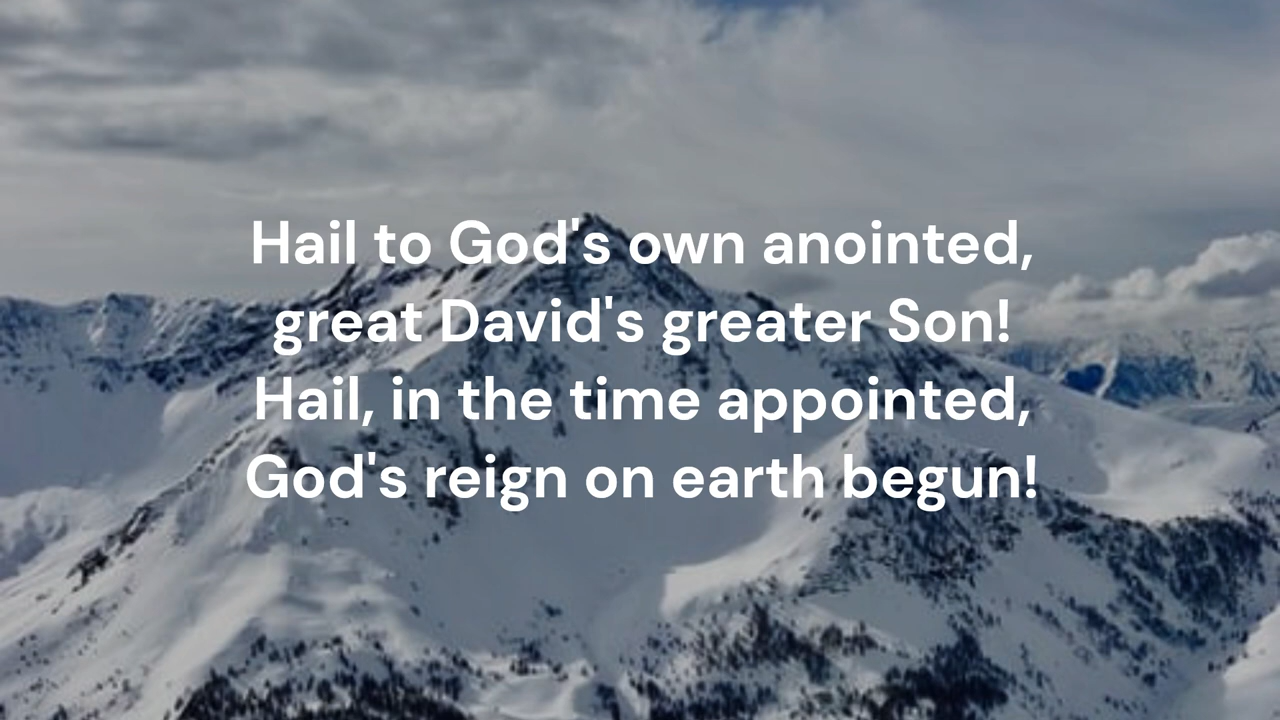 Hail to God's own anointed,
great David's greater Son!
Hail, in the time appointed,
God's reign on earth begun!